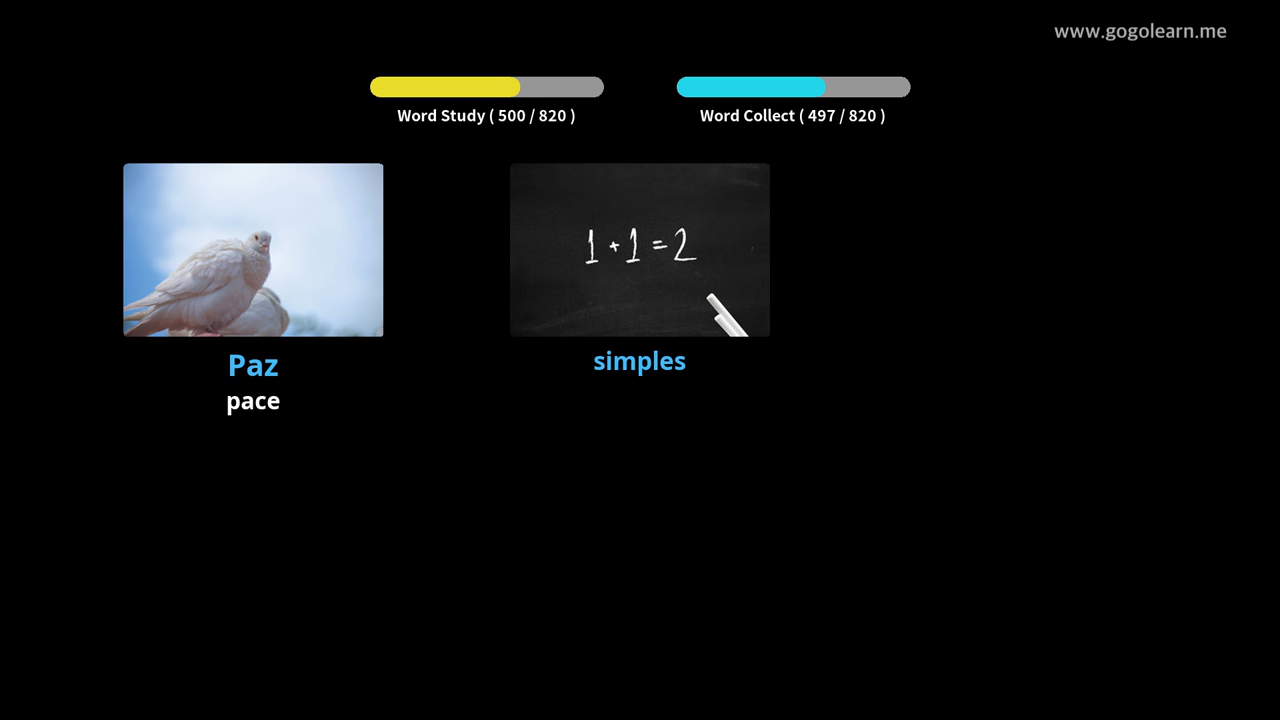 www.gogolearn.me
Word Study ( 500 / 820 )
Word Collect ( 497 / 820 )
1 + 1 = 2
Paz
pace
simples